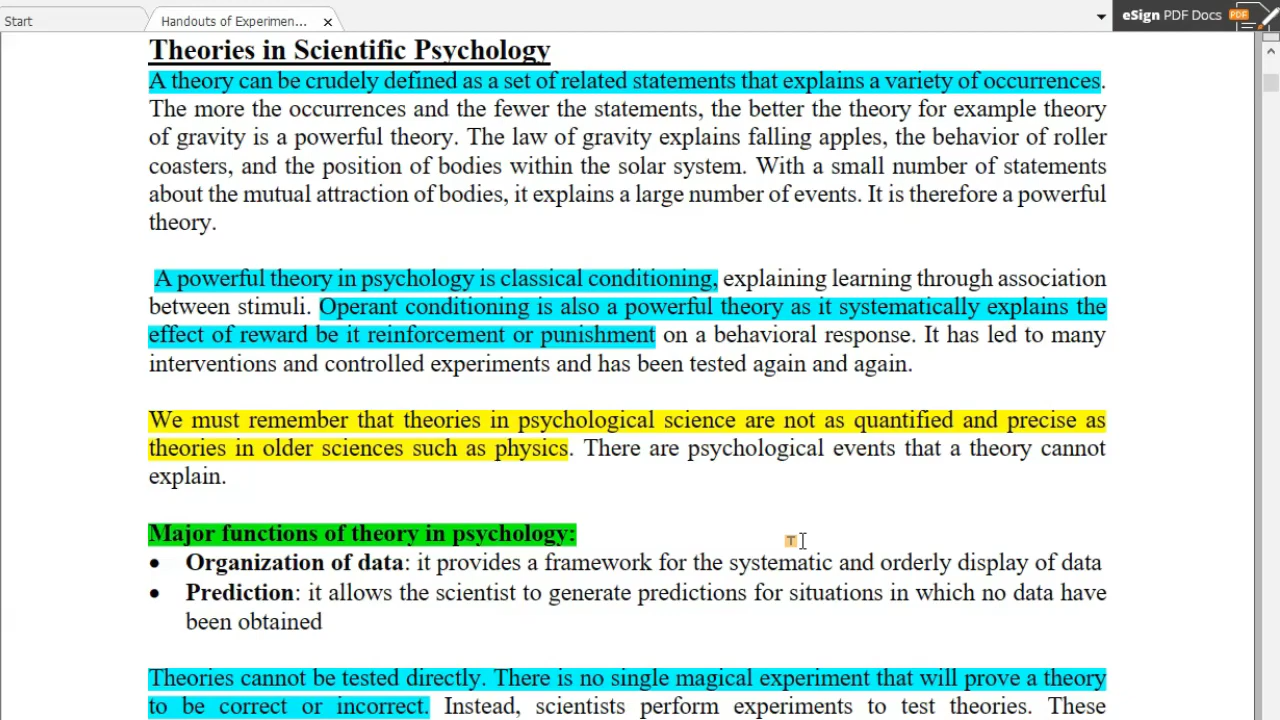 Start
Handouts of Experimen... ×
eSign PDF Docs PDF
Theories in Scientific Psychology
A theory can be crudely defined as a set of related statements that explains a variety of occurrences.
The more the occurrences and the fewer the statements, the better the theory for example theory
of gravity is a powerful theory. The law of gravity explains falling apples, the behavior of roller
coasters, and the position of bodies within the solar system. With a small number of statements
about the mutual attraction of bodies, it explains a large number of events. It is therefore a powerful
theory.
A powerful theory in psychology is classical conditioning, explaining learning through association
between stimuli. Operant conditioning is also a powerful theory as it systematically explains the
effect of reward be it reinforcement or punishment on a behavioral response. It has led to many
interventions and controlled experiments and has been tested again and again.
We must remember that theories in psychological science are not as quantified and precise as
theories in older sciences such as physics. There are psychological events that a theory cannot
explain.
Major functions of theory in psychology:
T
• Organization of data: it provides a framework for the systematic and orderly display of data
• Prediction: it allows the scientist to generate predictions for situations in which no data have
been obtained
Theories cannot be tested directly. There is no single magical experiment that will prove a theory
to be correct or incorrect. Instead, scientists perform experiments to test theories. These